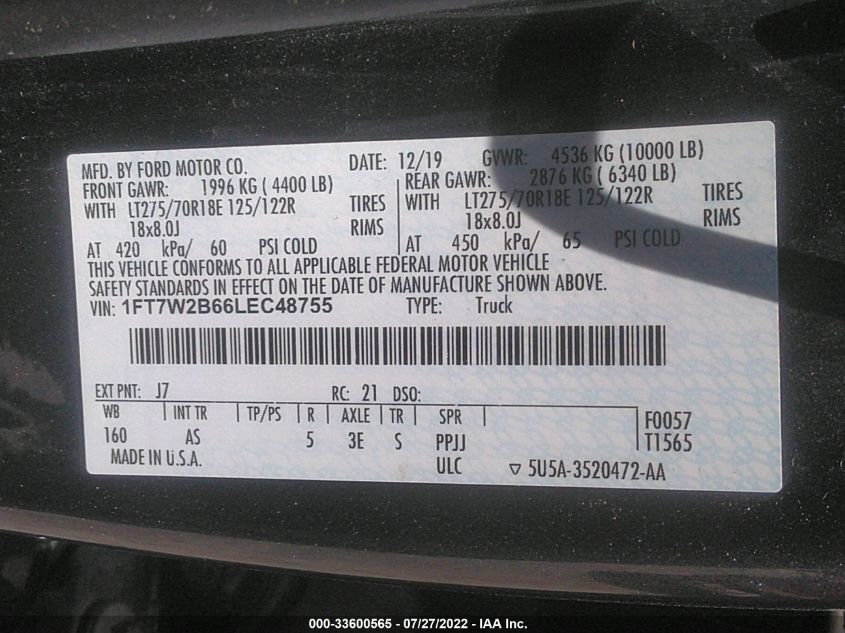 MFD. BY FORD MOTOR CO. DATE: 12/19 GVWR: 4536 KG (10000 LB)
FRONT GAWR: 1996 KG ( 4400 LB) REAR GAWR: 2876 KG ( 6340 LB)
WITH LT275/70R18E 125/122R TIRES WITH LT275/70R18E 125/122R TIRES
18x8.0J RIMS 18x8.0J RIMS
AT 420 kPa/ 60 PSI COLD AT 450 kPa/ 65 PSI COLD
THIS VEHICLE CONFORMS TO ALL APPLICABLE FEDERAL MOTOR VEHICLE
SAFETY STANDARDS IN EFFECT ON THE DATE OF MANUFACTURE SHOWN ABOVE.
VIN: 1FT7W2B66LEC48755 TYPE: Truck
EXT PNT: J7 RC: 21 DSO:
WB INT TR TP/PS R AXLE TR SPR F0057
160 AS 5 3E S PPJJ T1565
MADE IN U.S.A. ULC 5U5A-3520472-AA
000-33600565 - 07/27/2022 - IAA Inc.